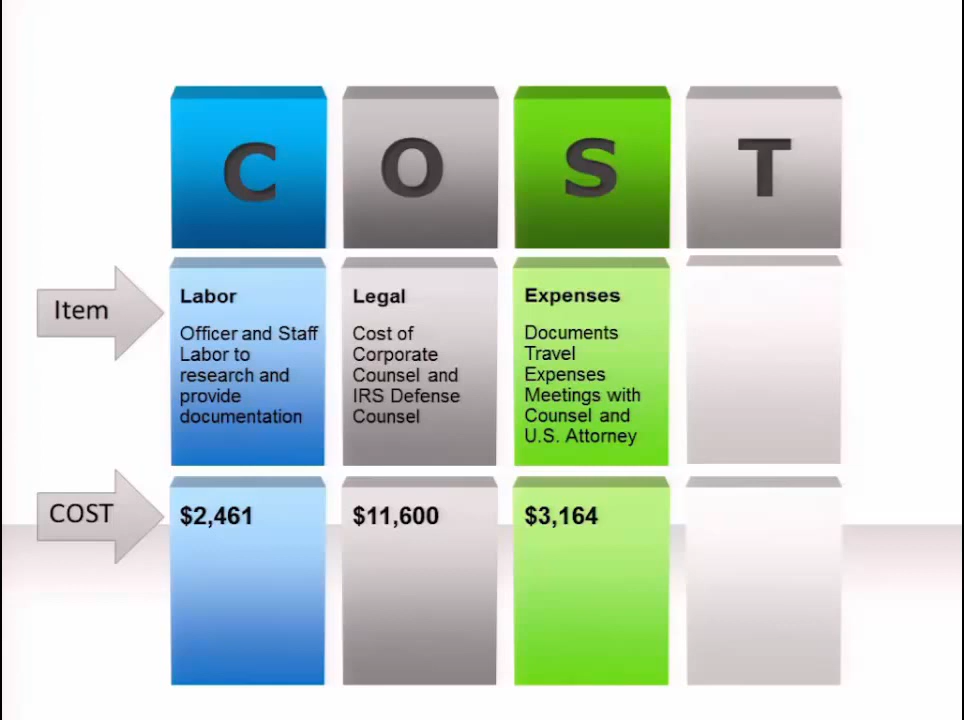 C O S T
Item
Labor
Officer and Staff
Labor to
research and
provide
documentation
Legal
Cost of
Corporate
Counsel and
IRS Defense
Counsel
Expenses
Documents
Travel
Expenses
Meetings with
Counsel and
U.S. Attorney
COST
$2,461
$11,600
$3,164